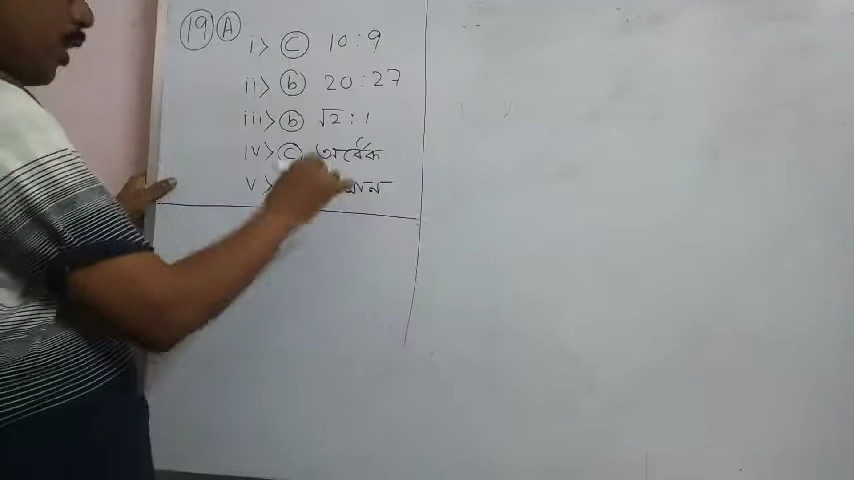 19 A
i> c 10 : 9
ii> b 20 : 27
iii> b √2 : 1
iv> c অর্ধেক
v>